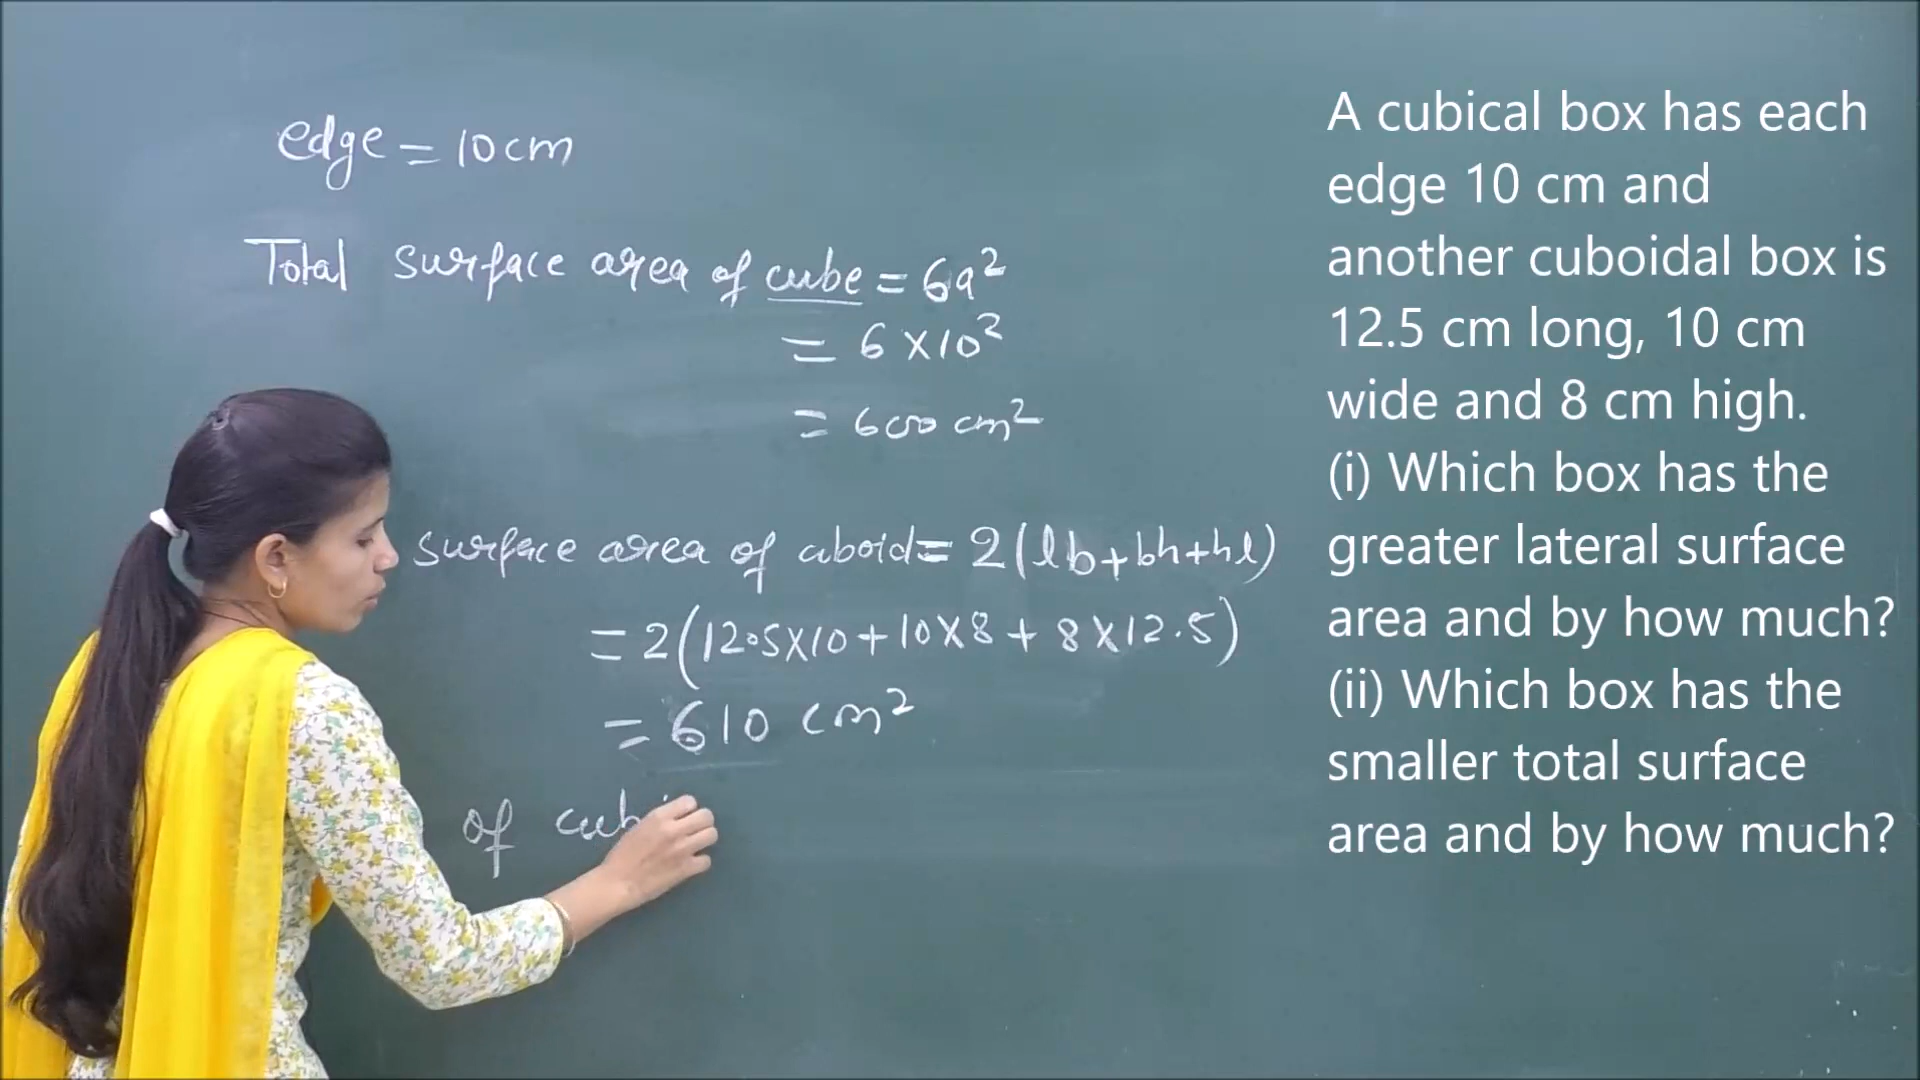 edge = 10 cm
Total surface area of cube = 6a²
= 6 × 10²
= 600 cm²
surface area of cuboid = 2(lb+bh+hl)
= 2(12.5×10+10×8+8×12.5)
= 610 cm²
of cub
A cubical box has each
edge 10 cm and
another cuboidal box is
12.5 cm long, 10 cm
wide and 8 cm high.
(i) Which box has the
greater lateral surface
area and by how much?
(ii) Which box has the
smaller total surface
area and by how much?